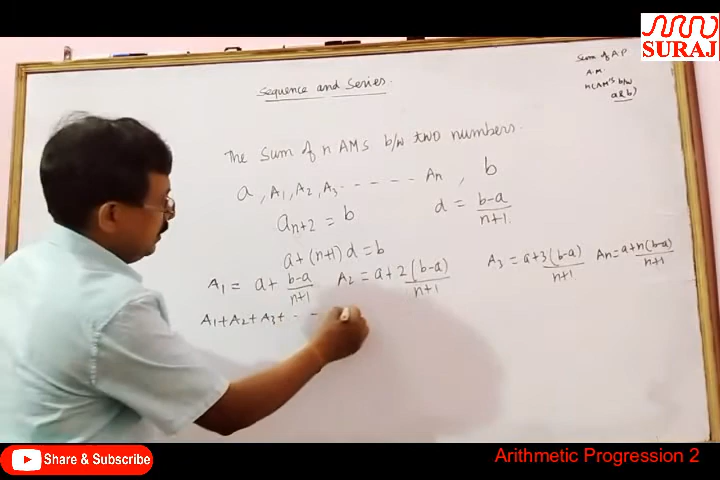 SURAJ
Sum of A.P.
A.M.
n(AM's b/w
a & b)
Sequence and Series.
The Sum of n AMs b/w two numbers.
a, A1, A2, A3 - - - - - - An, b
an+2 = b
d = b-a/n+1
a+(n+1)d = b
A1 = a+ b-a/n+1 A2 = a+2(b-a)/n+1 A3 = a+3(b-a)/n+1 An = a+n(b-a)/n+1
A1+A2+A3+ - - -
Share & Subscribe
Arithmetic Progression 2